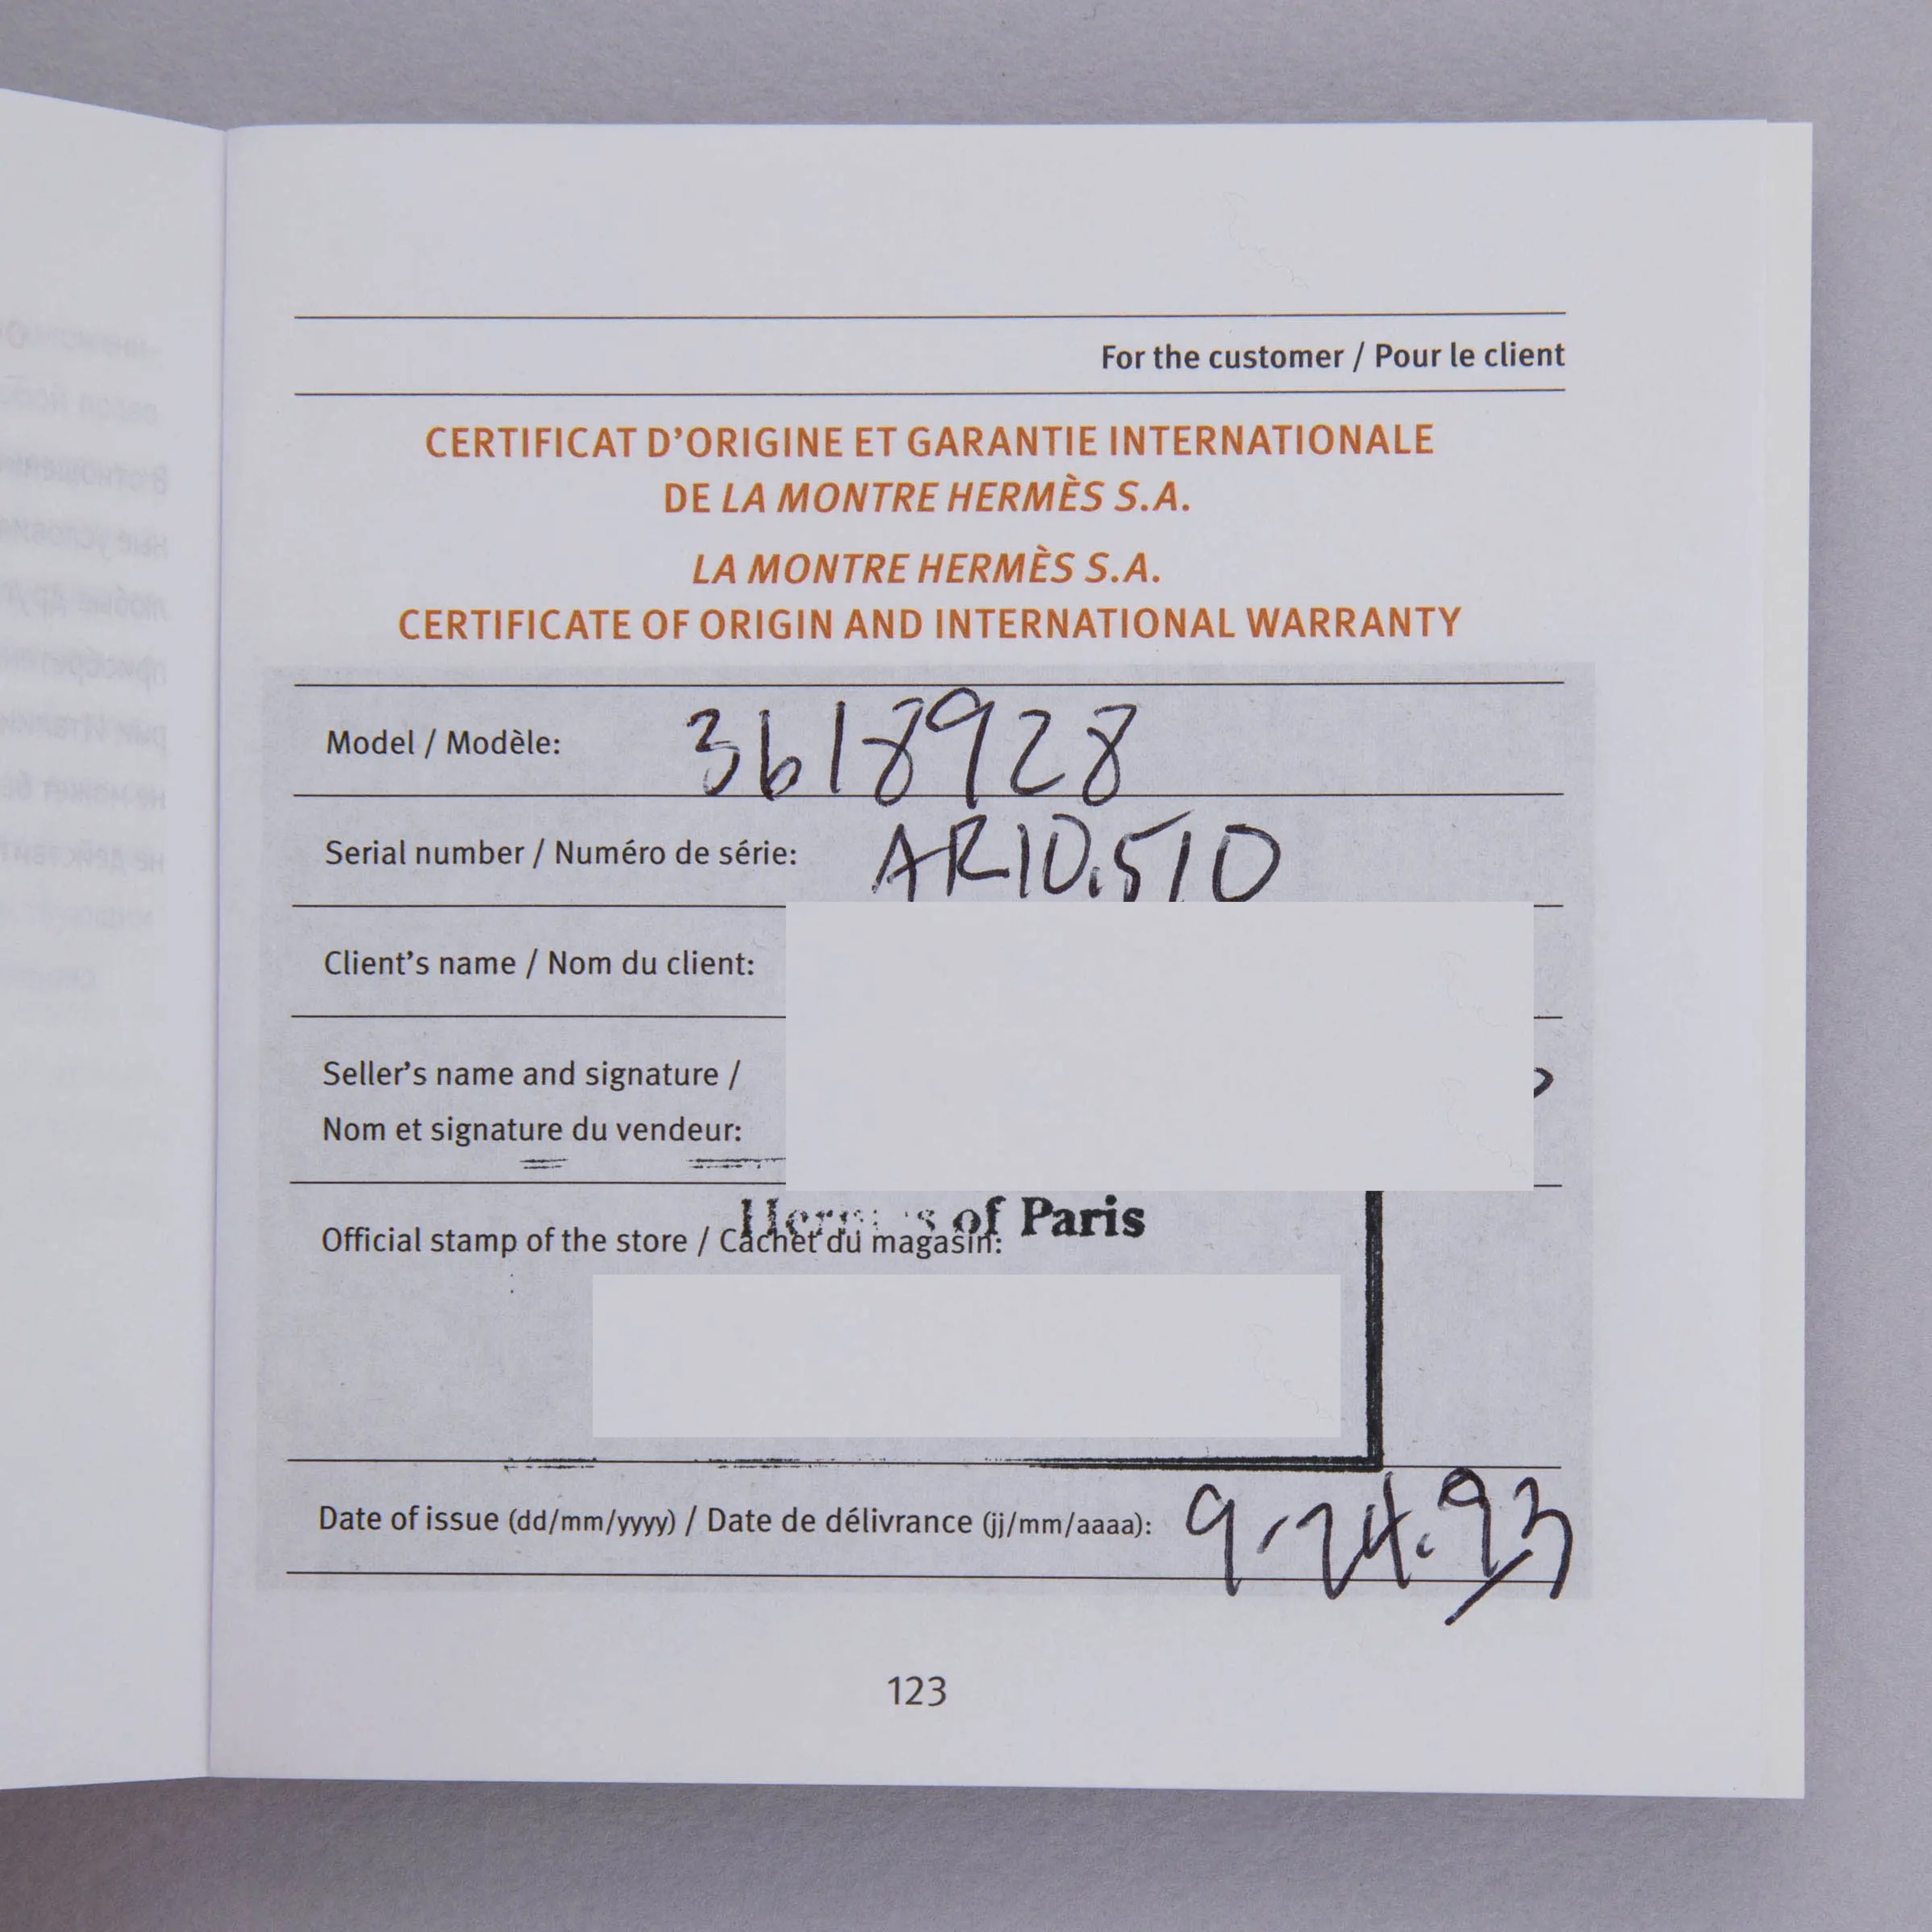 For the customer / Pour le client
CERTIFICAT D'ORIGINE ET GARANTIE INTERNATIONALE
DE LA MONTRE HERMÈS S.A.
LA MONTRE HERMÈS S.A.
CERTIFICATE OF ORIGIN AND INTERNATIONAL WARRANTY
Model / Modèle: 3618928
Serial number / Numéro de série: AR10.510
Client's name / Nom du client:
Seller's name and signature /
Nom et signature du vendeur:
Hermès of Paris
Official stamp of the store / Cachet du magasin:
Date of issue (dd/mm/yyyy) / Date de délivrance (jj/mm/aaaa): 9.24.93
123